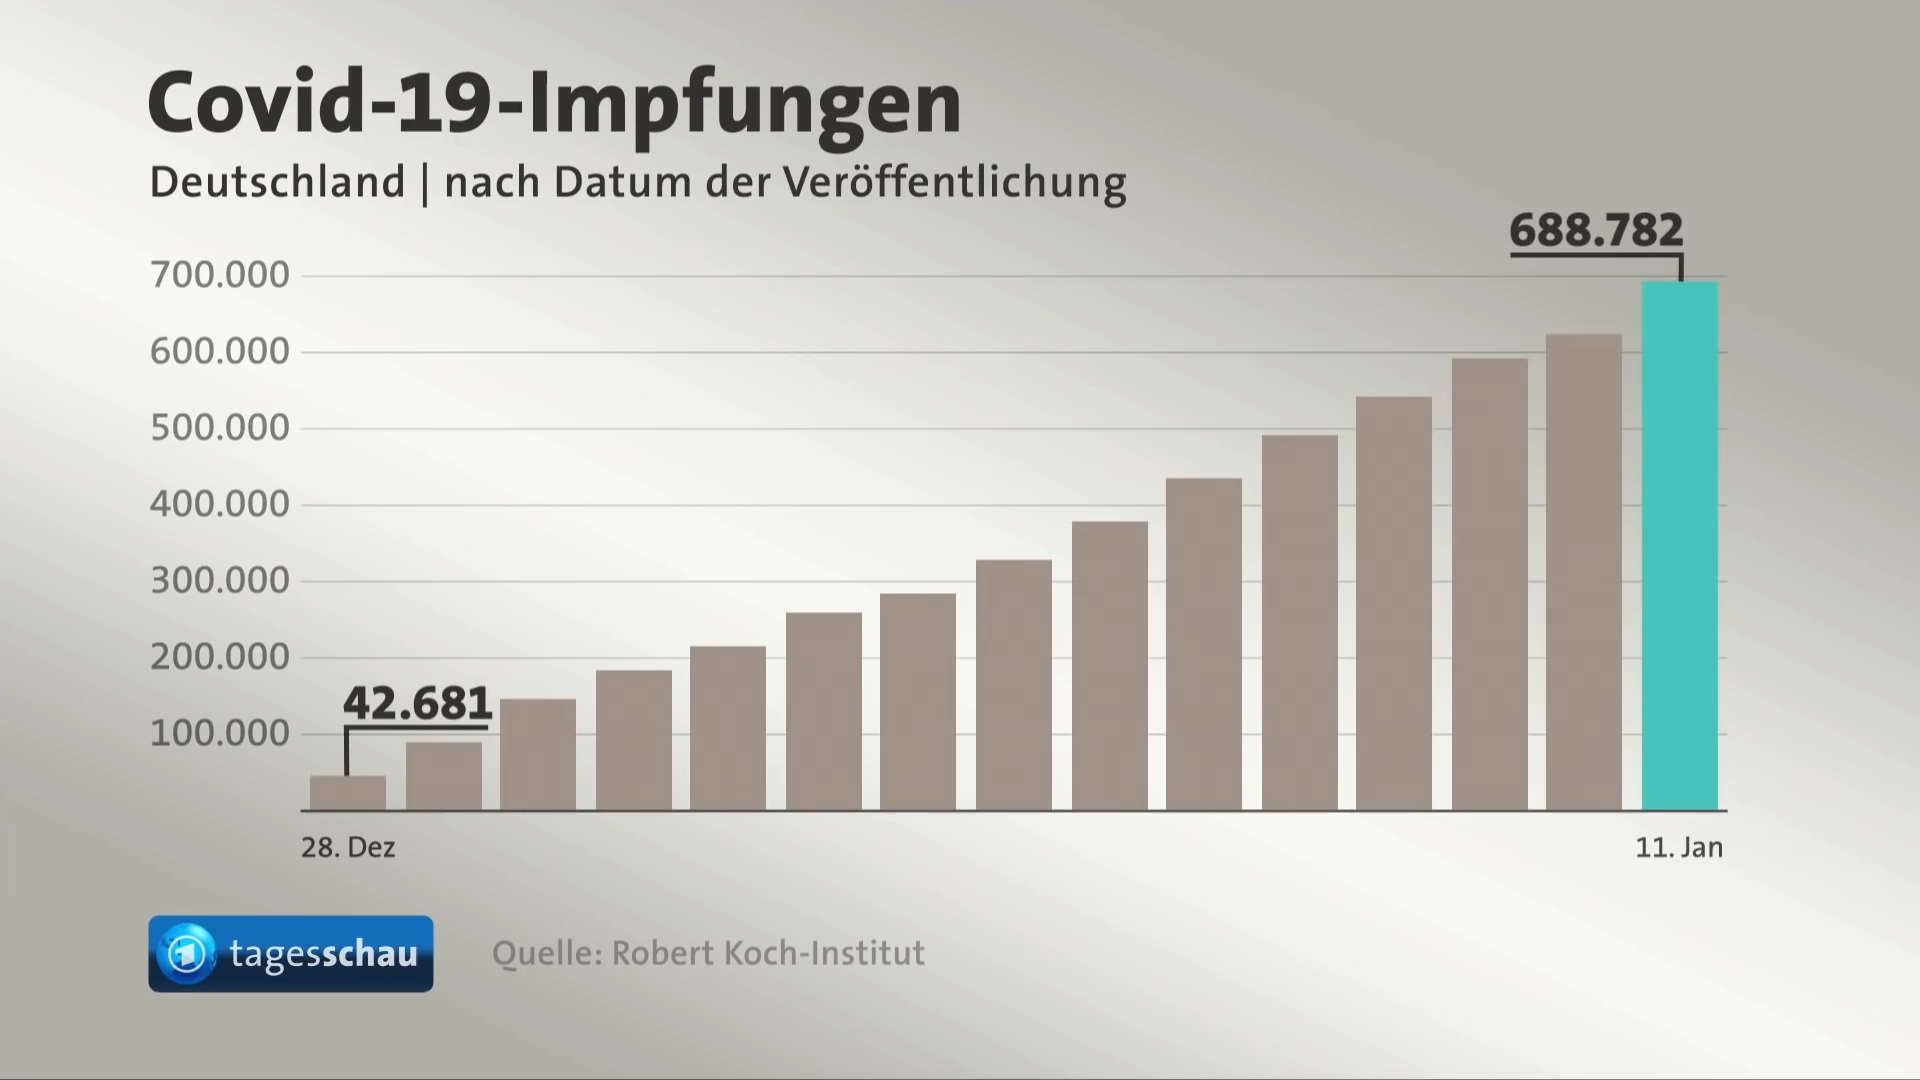 Covid-19-Impfungen
Deutschland | nach Datum der Veröffentlichung
688.782
700.000
600.000
500.000
400.000
300.000
200.000
42.681
100.000
28. Dez
11. Jan
1
tagesschau
Quelle: Robert Koch-Institut